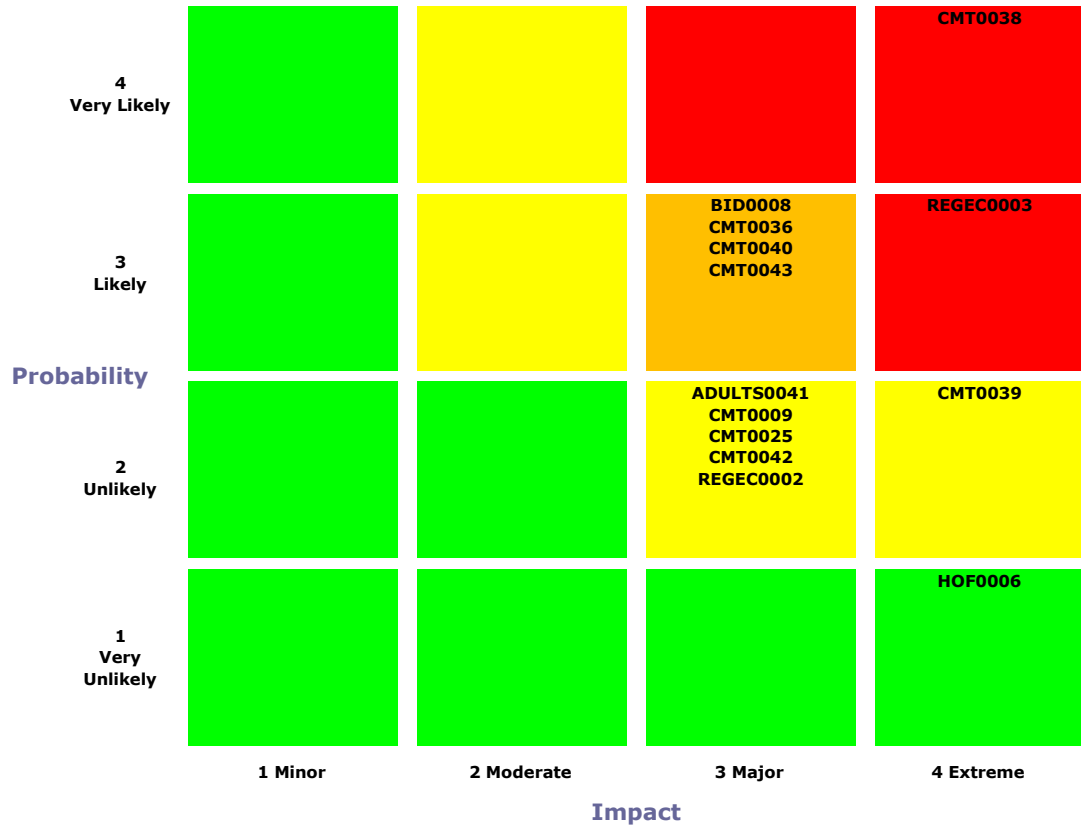 CMT0038
4
Very Likely
BID0008
CMT0036
CMT0040
CMT0043
REGEC0003
3
Likely
Probability
ADULTS0041
CMT0009
CMT0025
CMT0042
REGEC0002
CMT0039
2
Unlikely
HOF0006
1
Very
Unlikely
1 Minor
2 Moderate
3 Major
4 Extreme
Impact